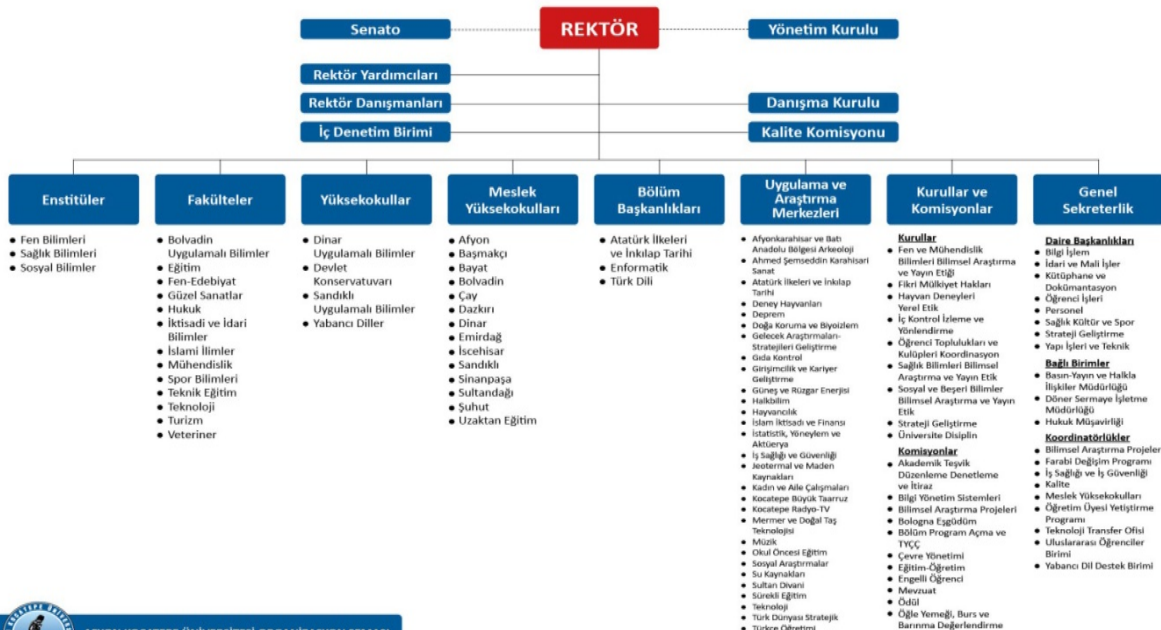 Senato
REKTÖR
Yönetim Kurulu
Rektör Yardımcıları
Rektör Danışmanları
Danışma Kurulu
İç Denetim Birimi
Kalite Komisyonu
Enstitüler
• Fen Bilimleri
• Sağlık Bilimleri
• Sosyal Bilimler
Fakülteler
• Bolvadin
Uygulamalı Bilimler
• Eğitim
• Fen-Edebiyat
• Güzel Sanatlar
• Hukuk
• İktisadi ve İdari
Bilimler
• İslami İlimler
• Mühendislik
• Spor Bilimleri
• Teknik Eğitim
• Teknoloji
• Turizm
• Veteriner
Yüksekokullar
• Dinar
Uygulamalı Bilimler
• Devlet
Konservatuvarı
• Sandıklı
Uygulamalı Bilimler
• Yabancı Diller
Meslek
Yüksekokulları
• Afyon
• Başmakçı
• Bayat
• Bolvadin
• Çay
• Dazkırı
• Dinar
• Emirdağ
• İscehisar
• Sandıklı
• Sinanpaşa
• Sultandağı
• Şuhut
• Uzaktan Eğitim
Bölüm
Başkanlıkları
• Atatürk İlkeleri
ve İnkılap Tarihi
• Enformatik
• Türk Dili
Uygulama ve
Araştırma
Merkezleri
• Afyonkarahisar ve Batı
Anadolu Bölgesi Arkeoloji
• Ahmed Şemseddin Karahisari
Sanat
• Atatürk İlkeleri ve İnkılap
Tarihi
• Deney Hayvanları
• Deprem
• Doğa Koruma ve Biyoizlem
• Gelecek Araştırmaları-
Stratejileri Geliştirme
• Gıda Kontrol
• Girişimcilik ve Kariyer
Geliştirme
• Güneş ve Rüzgar Enerjisi
• Halkbilim
• Hayvancılık
• İslam İktisadi ve Finansı
• İstatistik, Yöneylem ve
Aktüerya
• İş Sağlığı ve Güvenliği
• Jeotermal ve Maden
Kaynakları
• Kadın ve Aile Çalışmaları
• Kocatepe Büyük Taarruz
• Kocatepe Radyo-TV
• Mermer ve Doğal Taş
Teknolojisi
• Müzik
• Okul Öncesi Eğitim
• Sosyal Araştırmalar
• Su Kaynakları
• Sultan Divani
• Sürekli Eğitim
• Teknoloji
• Türk Dünyası Stratejik
• Türkçe Öğretimi
Kurullar ve
Komisyonlar
Kurullar
• Fen ve Mühendislik
Bilimleri Bilimsel Araştırma
ve Yayın Etiği
• Fikri Mülkiyet Hakları
• Hayvan Deneyleri
Yerel Etik
• İç Kontrol İzleme ve
Yönlendirme
• Öğrenci Toplulukları ve
Kulüpleri Koordinasyon
• Sağlık Bilimleri Bilimsel
Araştırma ve Yayın Etik
• Sosyal ve Beşeri Bilimler
Bilimsel Araştırma ve Yayın
Etik
• Strateji Geliştirme
• Üniversite Disiplin
Komisyonlar
• Akademik Teşvik
Düzenleme Denetleme
ve İtiraz
• Bilgi Yönetim Sistemleri
• Bilimsel Araştırma Projeleri
• Bologna Eşgüdüm
• Bölüm Program Açma ve
TYÇÇ
• Çevre Yönetimi
• Eğitim-Öğretim
• Engelli Öğrenci
• Mevzuat
• Ödül
• Öğle Yemeği, Burs ve
Barınma Değerlendirme
Genel
Sekreterlik
Daire Başkanlıkları
• Bilgi İşlem
• İdari ve Mali İşler
• Kütüphane ve
Dokümantasyon
• Öğrenci İşleri
• Personel
• Sağlık Kültür ve Spor
• Strateji Geliştirme
• Yapı İşleri ve Teknik
Bağlı Birimler
• Basın-Yayın ve Halkla
İlişkiler Müdürlüğü
• Döner Sermaye İşletme
Müdürlüğü
• Hukuk Müşavirliği
Koordinatörlükler
• Bilimsel Araştırma Projeler
• Farabi Değişim Programı
• İş Sağlığı ve İş Güvenliği
• Kalite
• Meslek Yüksekokulları
• Öğretim Üyesi Yetiştirme
Programı
• Teknoloji Transfer Ofisi
• Uluslararası Öğrenciler
Birimi
• Yabancı Dil Destek Birimi